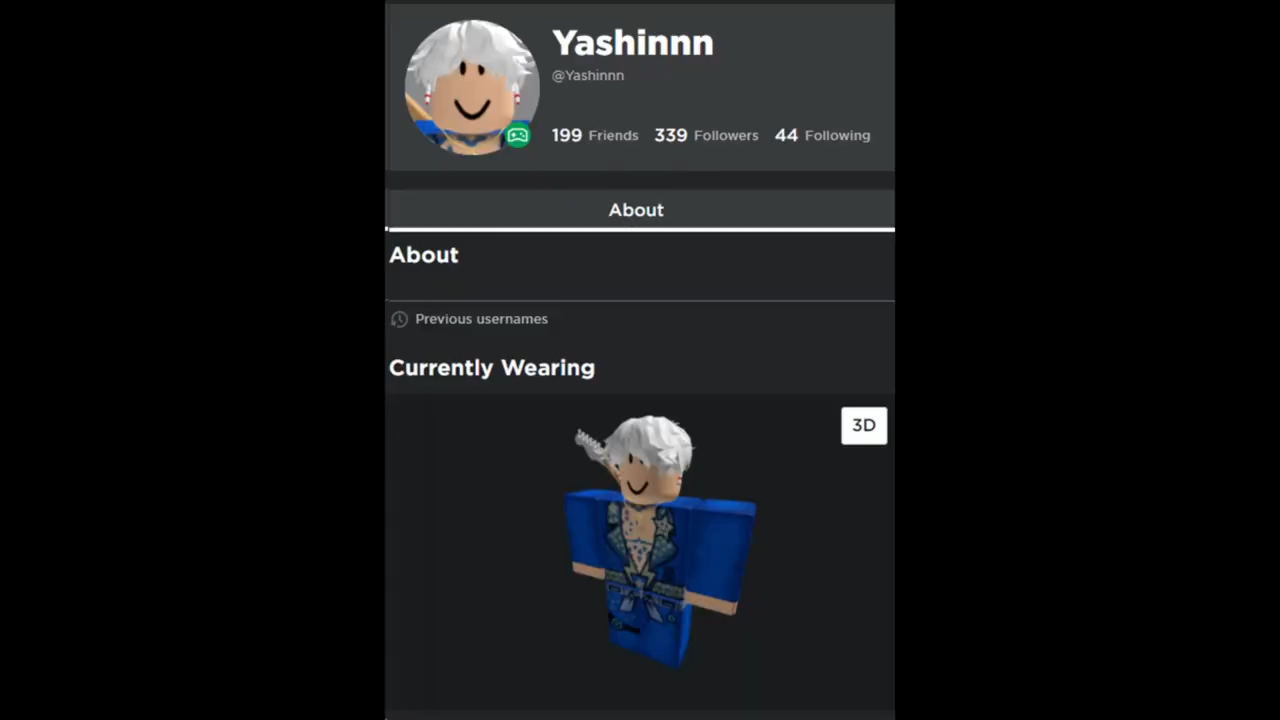 Yashinnn
@Yashinnn
199 Friends 339 Followers 44 Following
About
About
Previous usernames
Currently Wearing
3D